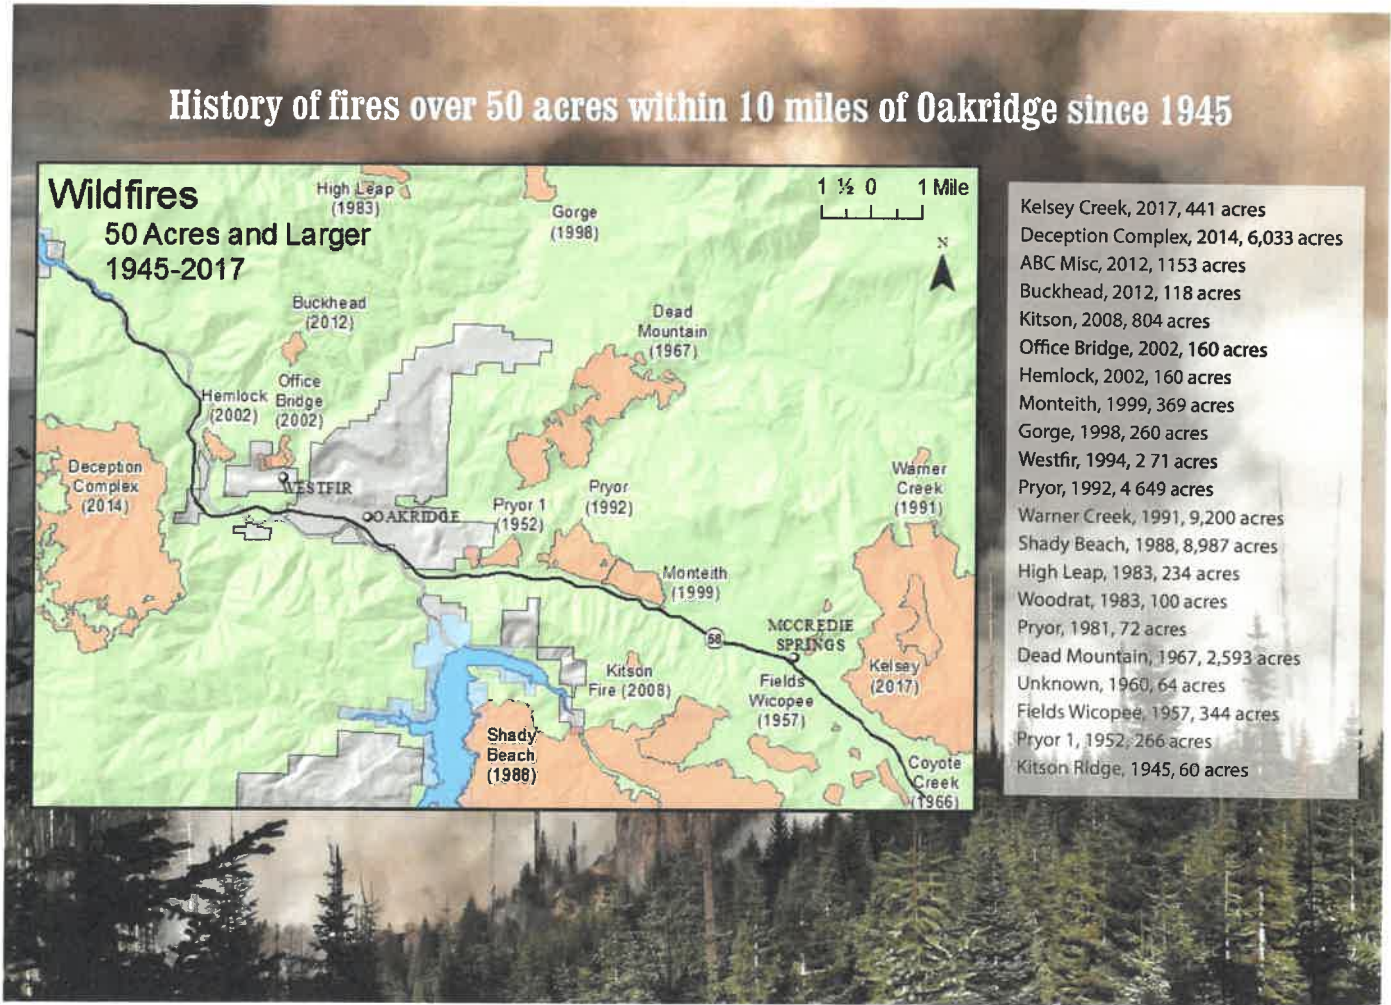 History of fires over 50 acres within 10 miles of Oakridge since 1945
Wildfires
50 Acres and Larger
1945-2017
High Leap
(1983)
Gorge
(1998)
1 ½ 0 1 Mile
N
Buckhead
(2012)
Dead
Mountain
(1967)
Hemlock
(2002)
Office
Bridge
(2002)
Deception
Complex
(2014)
WESTFIR
OAKRIDGE
Pryor 1
(1952)
Pryor
(1992)
Warner
Creek
(1991)
Monteith
(1999)
58
MCCREDIE
SPRINGS
Kitson
Fire (2008)
Fields
Wicopee
(1957)
Kelsey
(2017)
Shady
Beach
(1988)
Coyote
Creek
(1966)
Kelsey Creek, 2017, 441 acres
Deception Complex, 2014, 6,033 acres
ABC Misc, 2012, 1153 acres
Buckhead, 2012, 118 acres
Kitson, 2008, 804 acres
Office Bridge, 2002, 160 acres
Hemlock, 2002, 160 acres
Monteith, 1999, 369 acres
Gorge, 1998, 260 acres
Westfir, 1994, 2 71 acres
Pryor, 1992, 4 649 acres
Warner Creek, 1991, 9,200 acres
Shady Beach, 1988, 8,987 acres
High Leap, 1983, 234 acres
Woodrat, 1983, 100 acres
Pryor, 1981, 72 acres
Dead Mountain, 1967, 2,593 acres
Unknown, 1960, 64 acres
Fields Wicopee, 1957, 344 acres
Pryor 1, 1952, 266 acres
Kitson Ridge, 1945, 60 acres